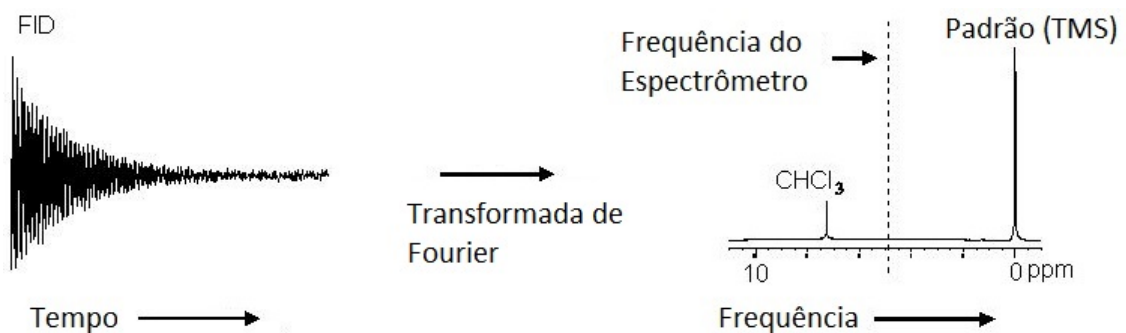 FID
Tempo
Transformada de
Fourier
Frequência do
Espectrômetro
Padrão (TMS)
CHCl3
10
0 ppm
Frequência